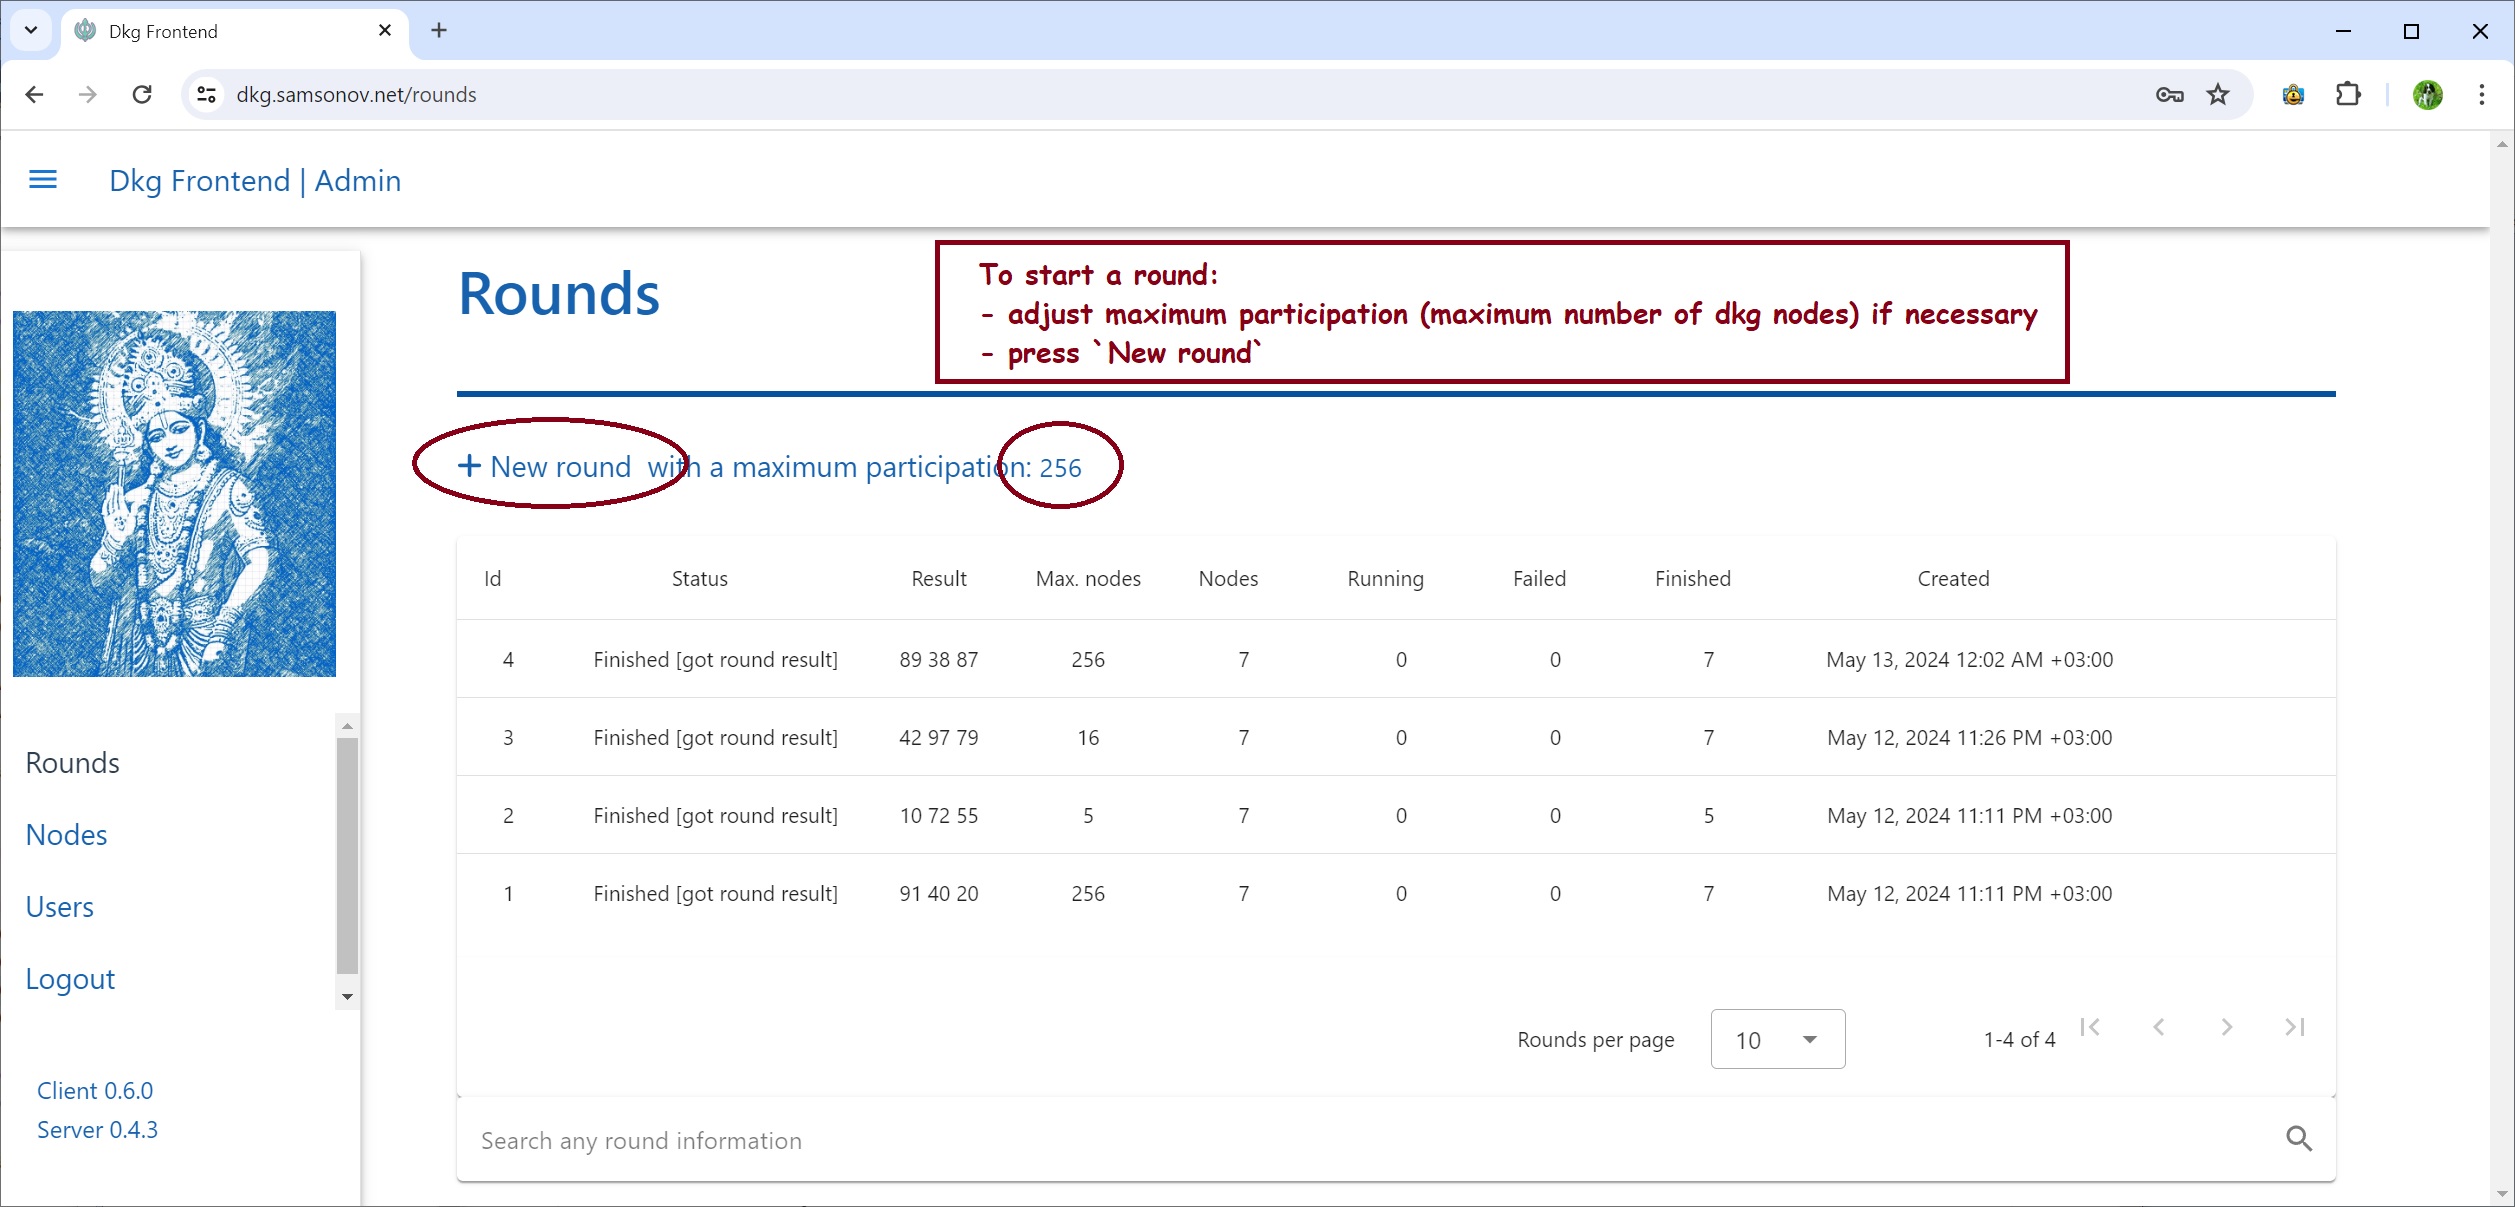 Dkg Frontend
dkg.samsonov.net/rounds
Dkg Frontend | Admin
Rounds
To start a round:
- adjust maximum participation (maximum number of dkg nodes) if necessary
- press `New round`
+ New round with a maximum participation: 256
Id Status Result Max. nodes Nodes Running Failed Finished Created
4 Finished [got round result] 89 38 87 256 7 0 0 7 May 13, 2024 12:02 AM +03:00
3 Finished [got round result] 42 97 79 16 7 0 0 7 May 12, 2024 11:26 PM +03:00
2 Finished [got round result] 10 72 55 5 7 0 0 5 May 12, 2024 11:11 PM +03:00
1 Finished [got round result] 91 40 20 256 7 0 0 7 May 12, 2024 11:11 PM +03:00
Rounds per page 10 1-4 of 4
Search any round information
Rounds
Nodes
Users
Logout
Client 0.6.0
Server 0.4.3